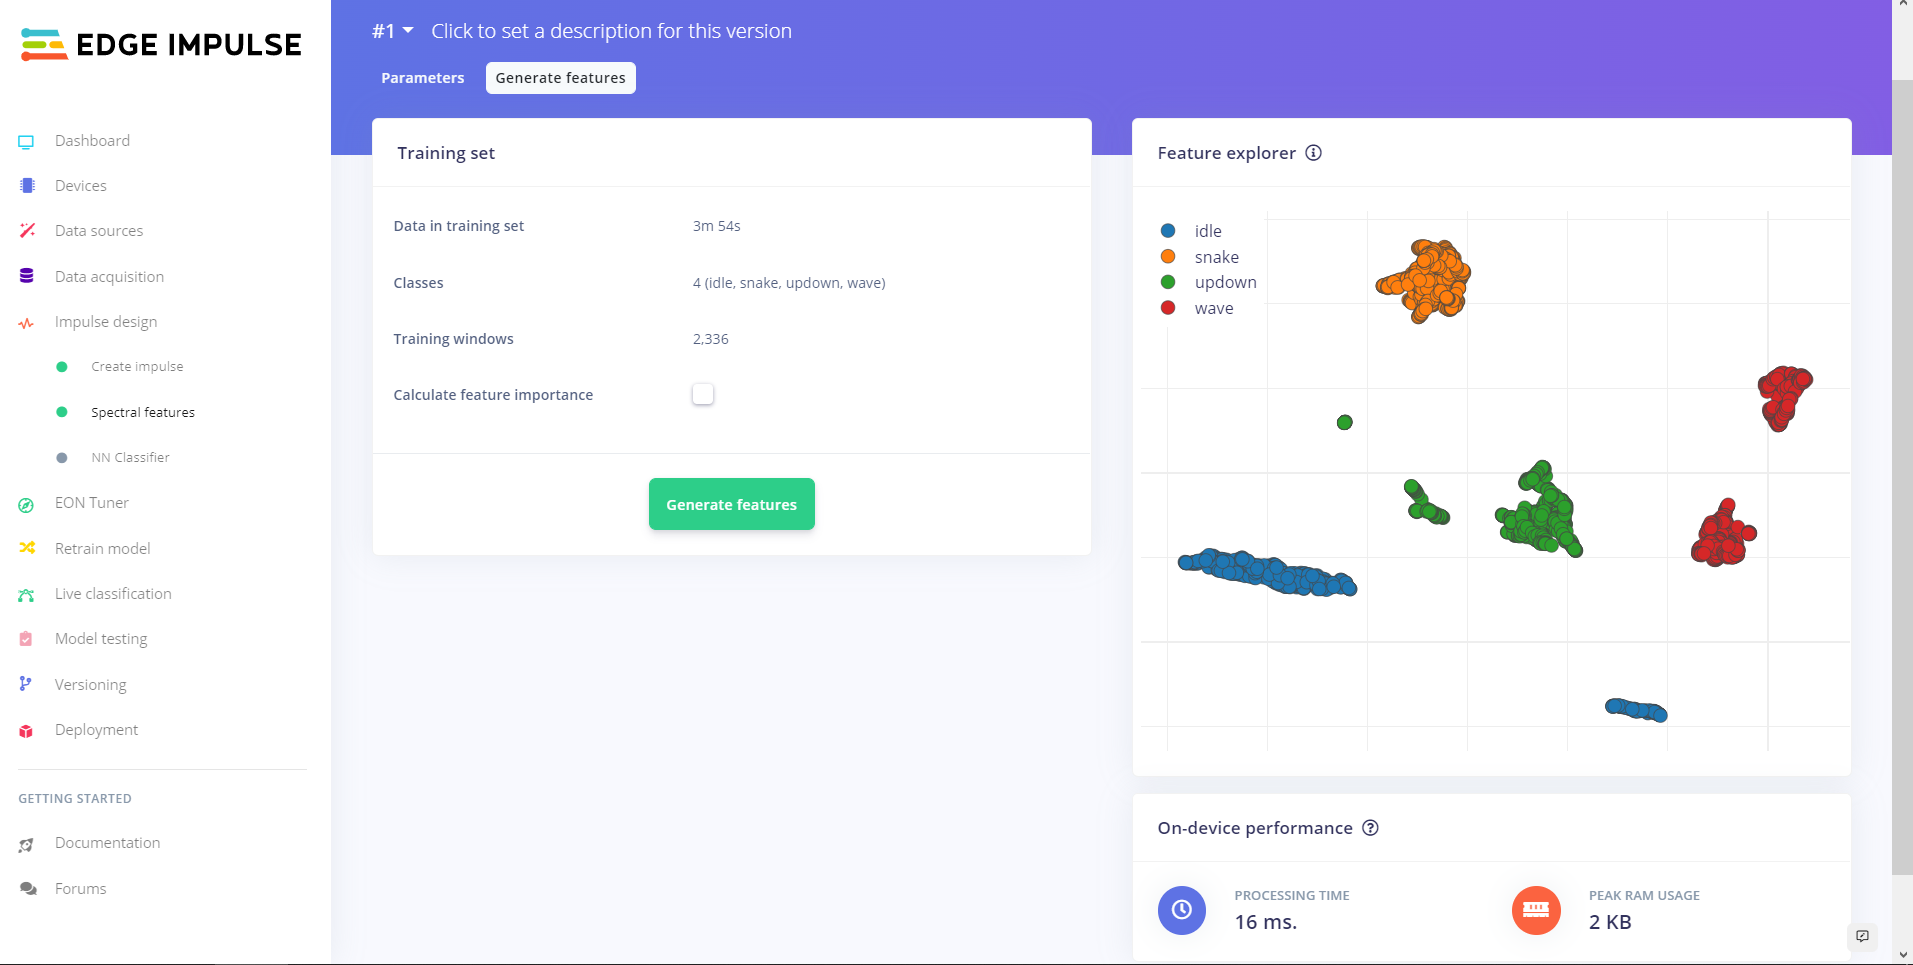 EDGE IMPULSE
Dashboard
Devices
Data sources
Data acquisition
Impulse design
Create impulse
Spectral features
NN Classifier
EON Tuner
Retrain model
Live classification
Model testing
Versioning
Deployment
GETTING STARTED
Documentation
Forums
#1 Click to set a description for this version
Parameters Generate features
Training set
Data in training set 3m 54s
Classes 4 (idle, snake, updown, wave)
Training windows 2,336
Calculate feature importance
Generate features
Feature explorer
idle
snake
updown
wave
On-device performance
PROCESSING TIME
16 ms.
PEAK RAM USAGE
2 KB